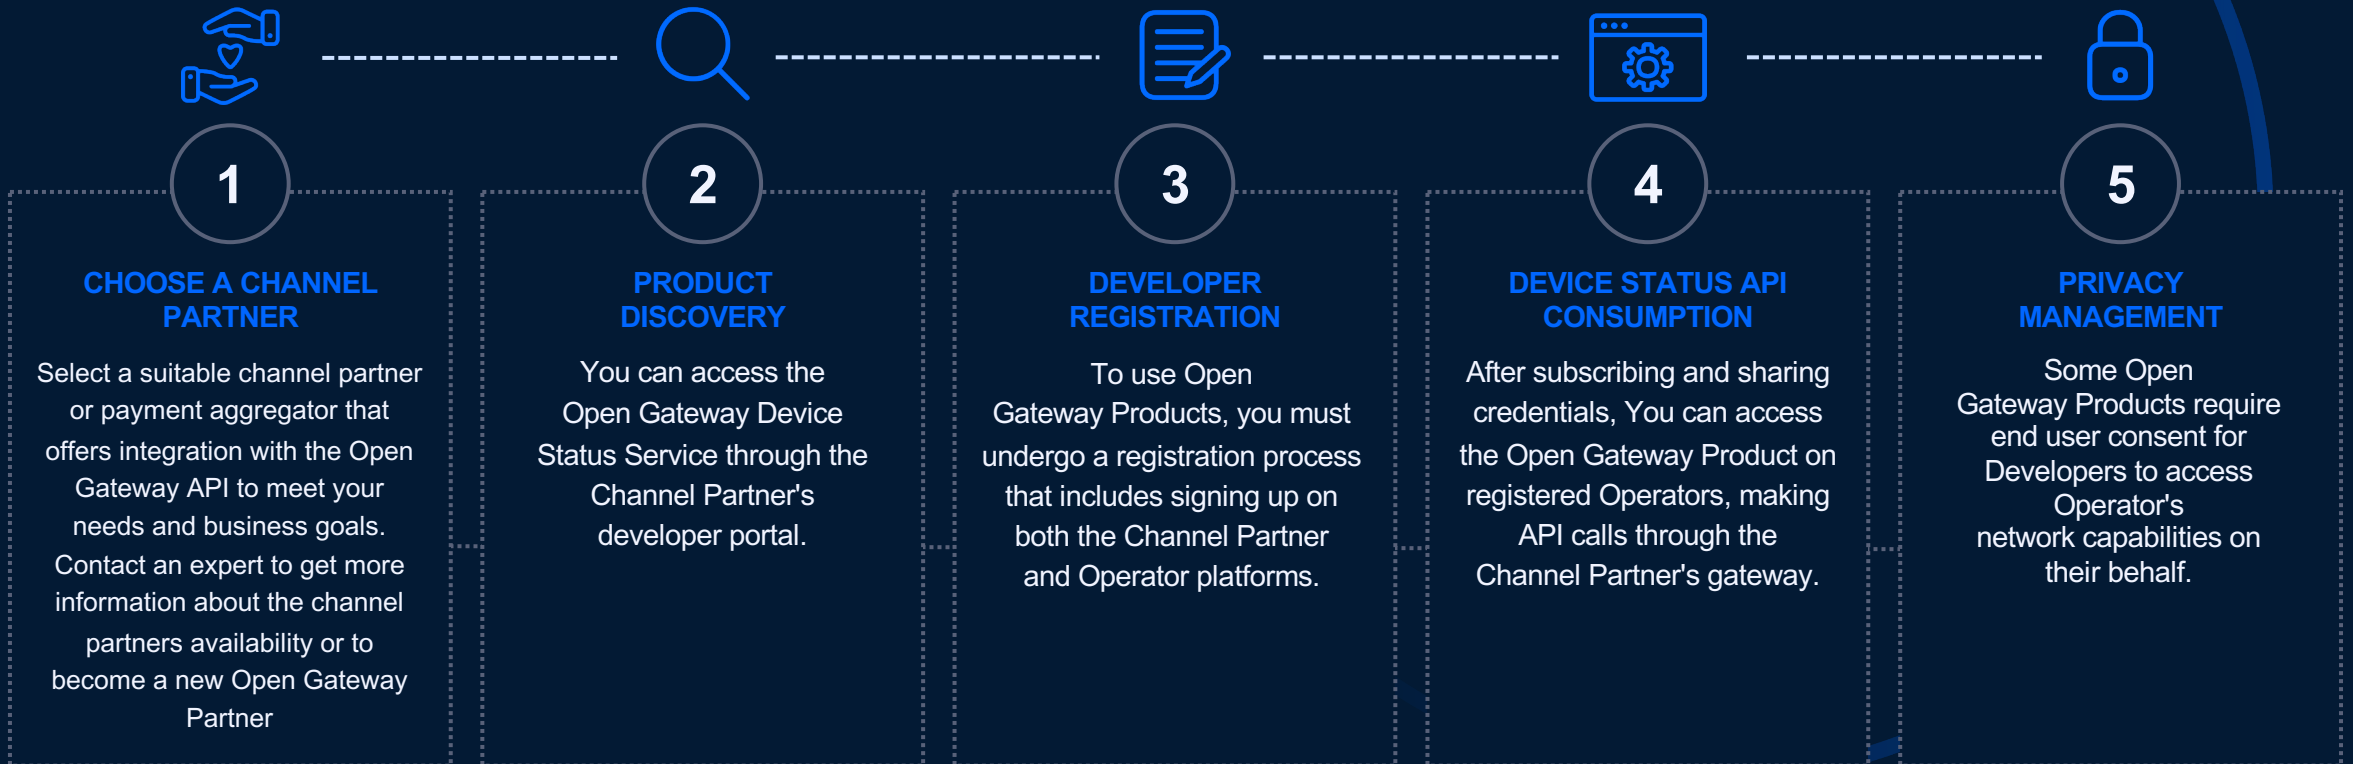 1
CHOOSE A CHANNEL
PARTNER
Select a suitable channel partner
or payment aggregator that
offers integration with the Open
Gateway API to meet your
needs and business goals.
Contact an expert to get more
information about the channel
partners availability or to
become a new Open Gateway
Partner
2
PRODUCT
DISCOVERY
You can access the
Open Gateway Device
Status Service through the
Channel Partner's
developer portal.
3
DEVELOPER
REGISTRATION
To use Open
Gateway Products, you must
undergo a registration process
that includes signing up on
both the Channel Partner
and Operator platforms.
4
DEVICE STATUS API
CONSUMPTION
After subscribing and sharing
credentials, You can access
the Open Gateway Product on
registered Operators, making
API calls through the
Channel Partner's gateway.
5
PRIVACY
MANAGEMENT
Some Open
Gateway Products require
end user consent for
Developers to access
Operator's
network capabilities on
their behalf.